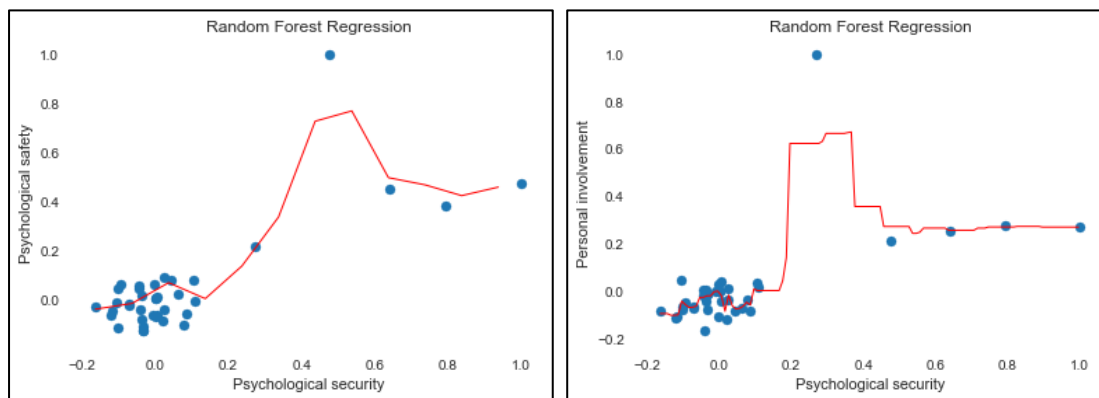 Random Forest Regression
Psychological safety
1.0
0.8
0.6
0.4
0.2
0.0
−0.2 0.0 0.2 0.4 0.6 0.8 1.0
Psychological security
Random Forest Regression
Personal involvement
1.0
0.8
0.6
0.4
0.2
0.0
−0.2
−0.2 0.0 0.2 0.4 0.6 0.8 1.0
Psychological security